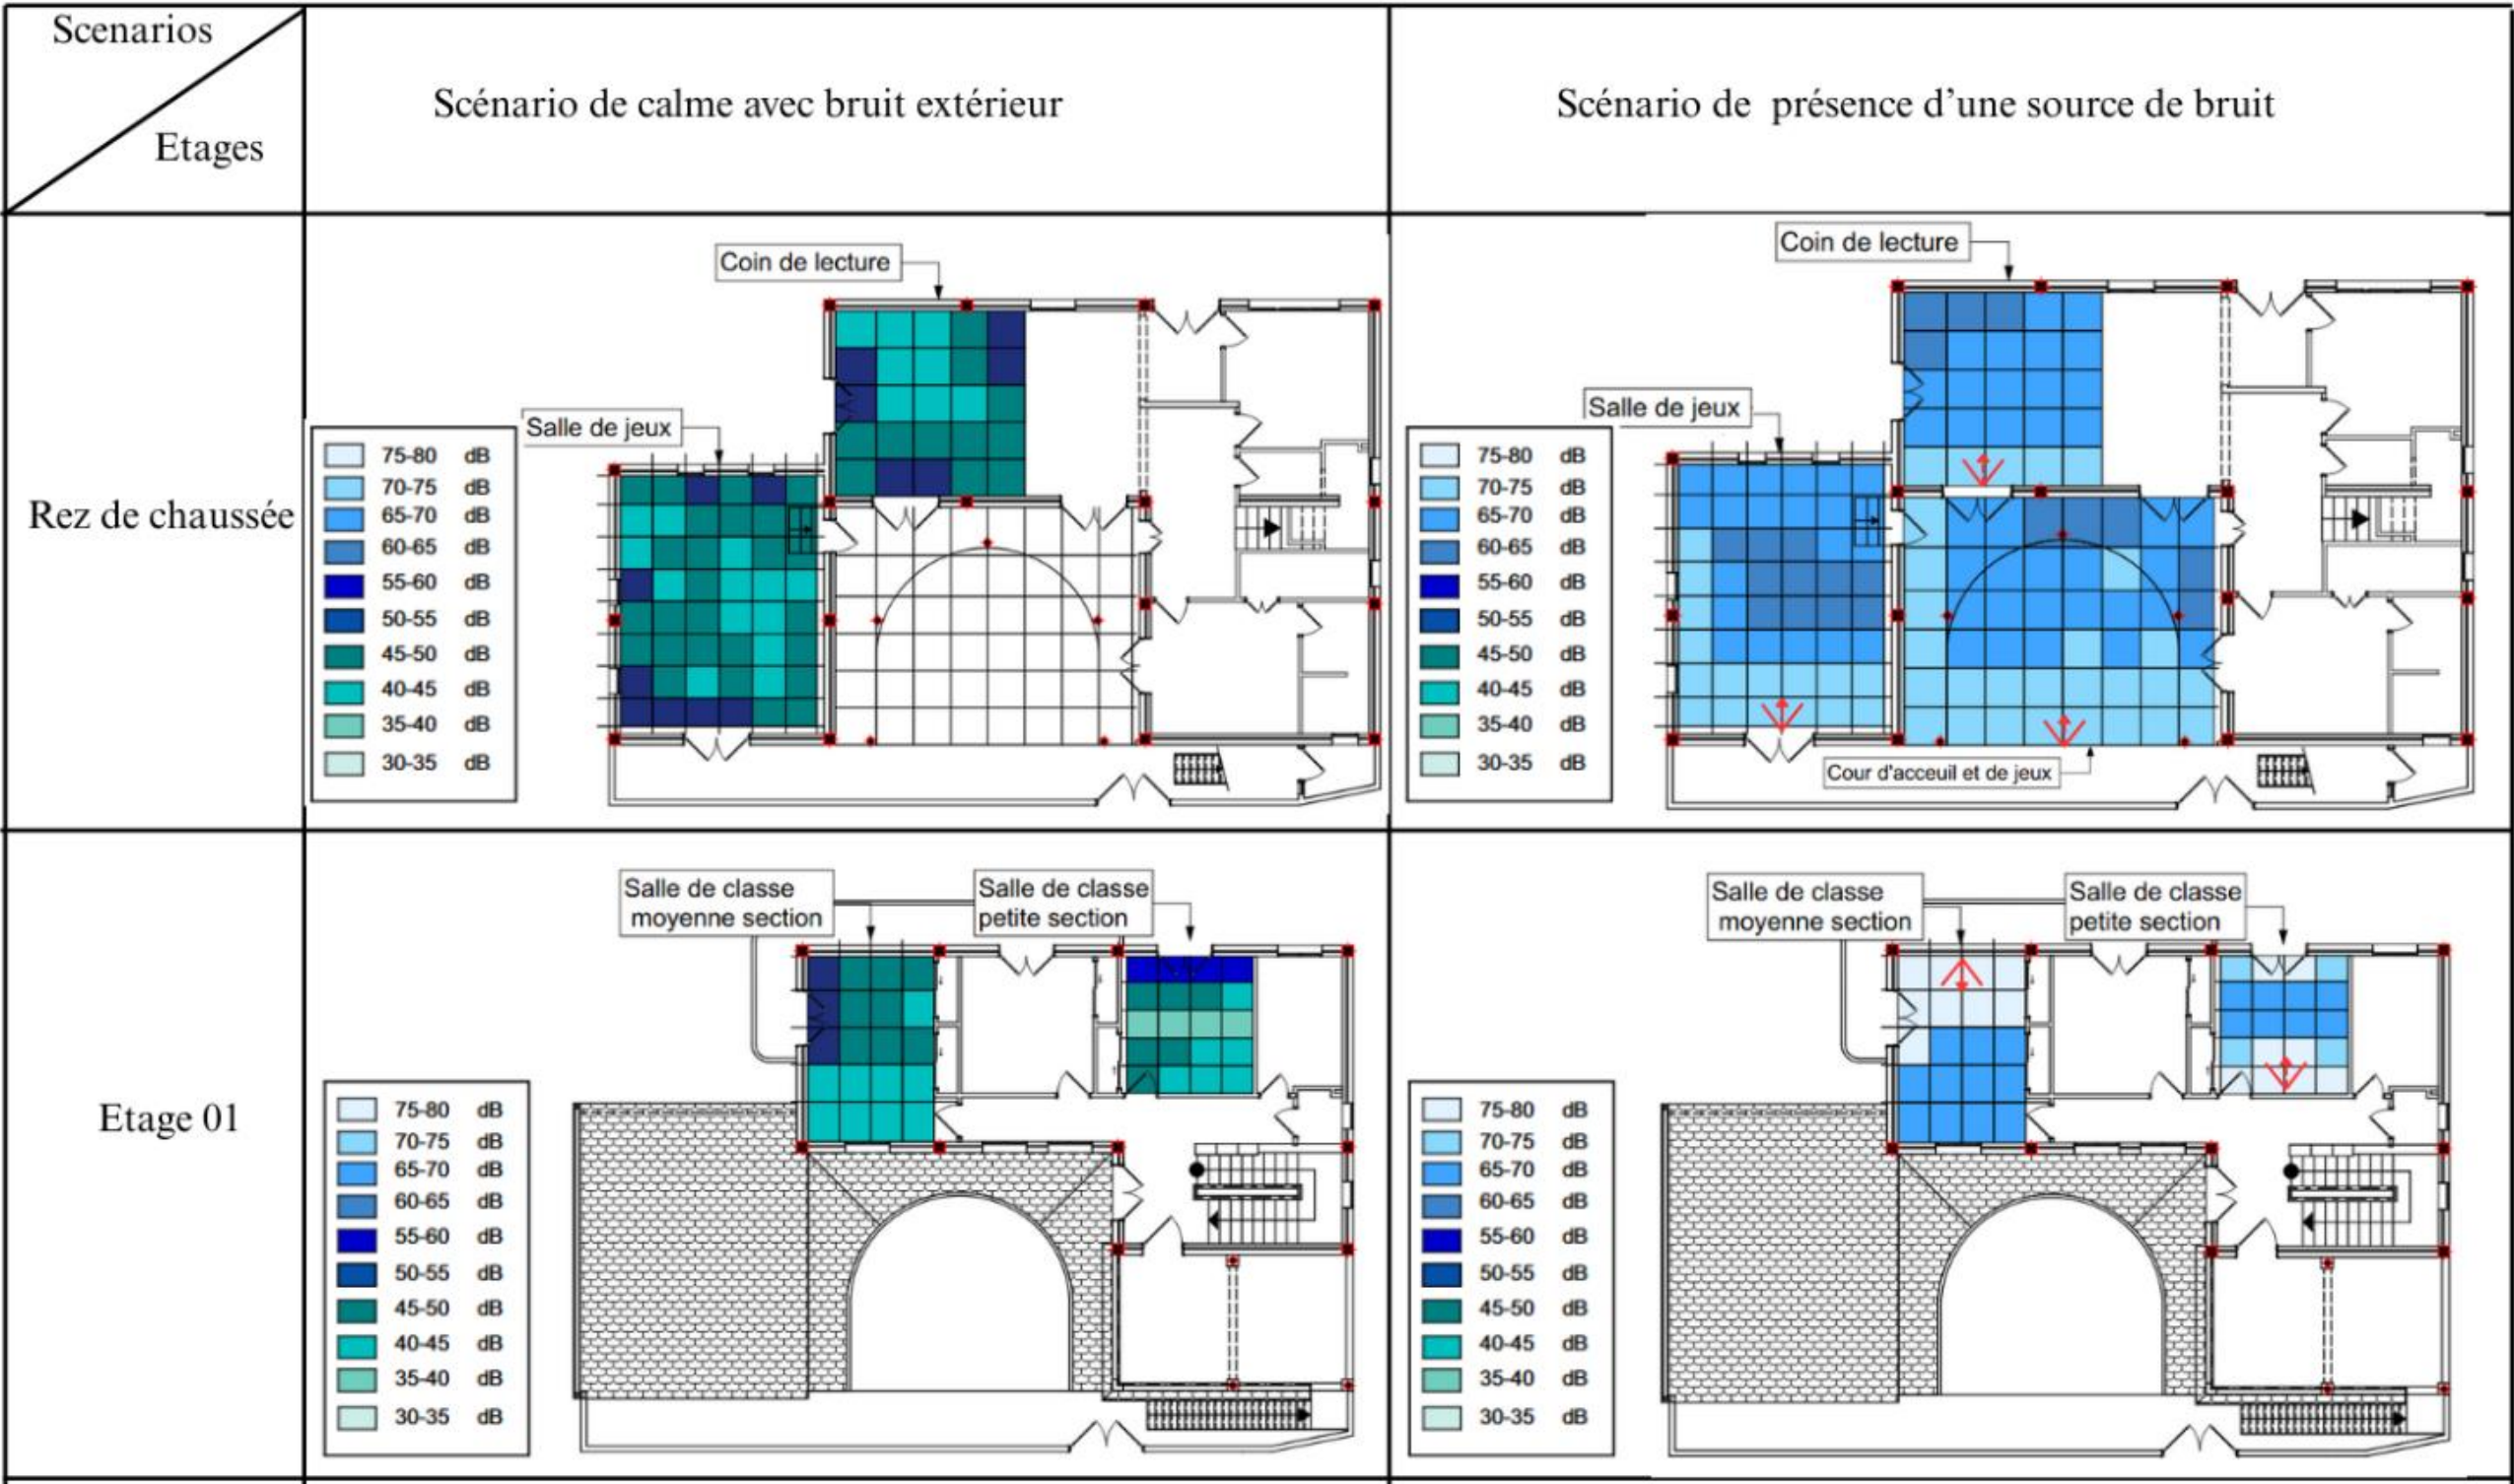 Scenarios
Etages
Scénario de calme avec bruit extérieur
Scénario de présence d'une source de bruit
Rez de chaussée
Coin de lecture
Salle de jeux
75-80 dB
70-75 dB
65-70 dB
60-65 dB
55-60 dB
50-55 dB
45-50 dB
40-45 dB
35-40 dB
30-35 dB
Coin de lecture
Salle de jeux
75-80 dB
70-75 dB
65-70 dB
60-65 dB
55-60 dB
50-55 dB
45-50 dB
40-45 dB
35-40 dB
30-35 dB
Cour d'acceuil et de jeux
Etage 01
Salle de classe
moyenne section
Salle de classe
petite section
75-80 dB
70-75 dB
65-70 dB
60-65 dB
55-60 dB
50-55 dB
45-50 dB
40-45 dB
35-40 dB
30-35 dB
Salle de classe
moyenne section
Salle de classe
petite section
75-80 dB
70-75 dB
65-70 dB
60-65 dB
55-60 dB
50-55 dB
45-50 dB
40-45 dB
35-40 dB
30-35 dB